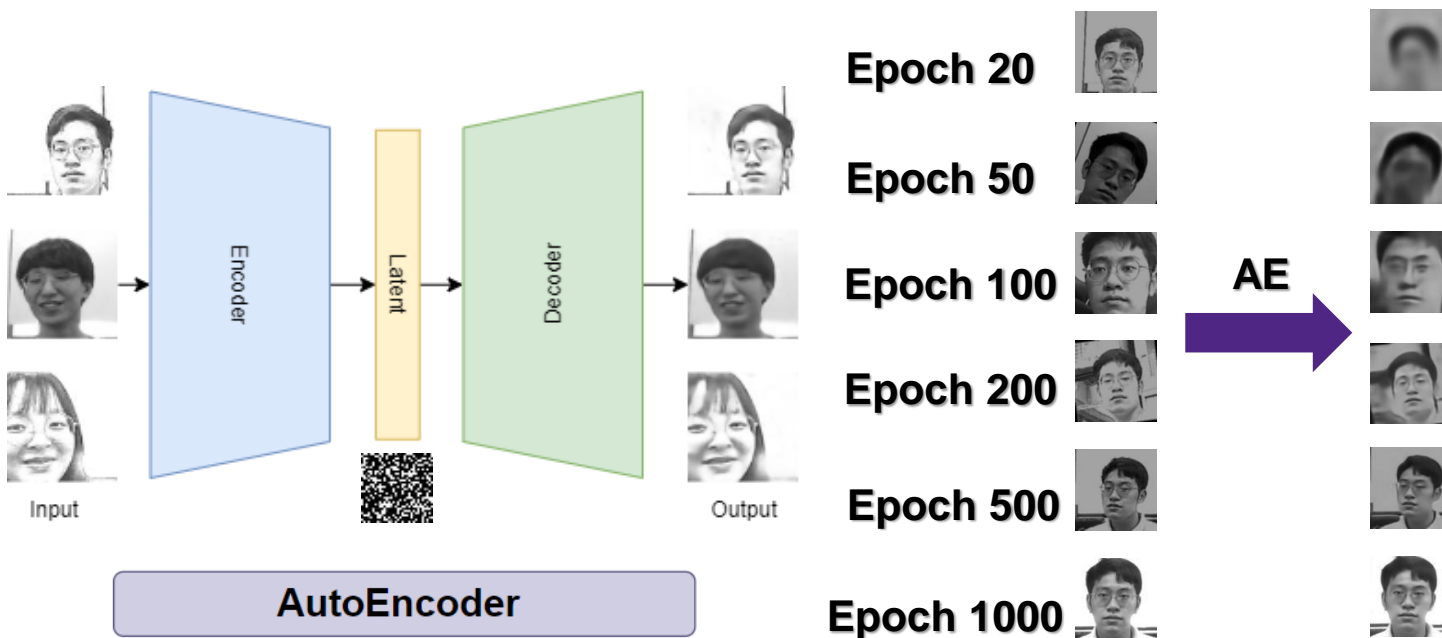 Encoder
Latent
Decoder
Input
Output
AutoEncoder
Epoch 20
Epoch 50
Epoch 100
AE
Epoch 200
Epoch 500
Epoch 1000